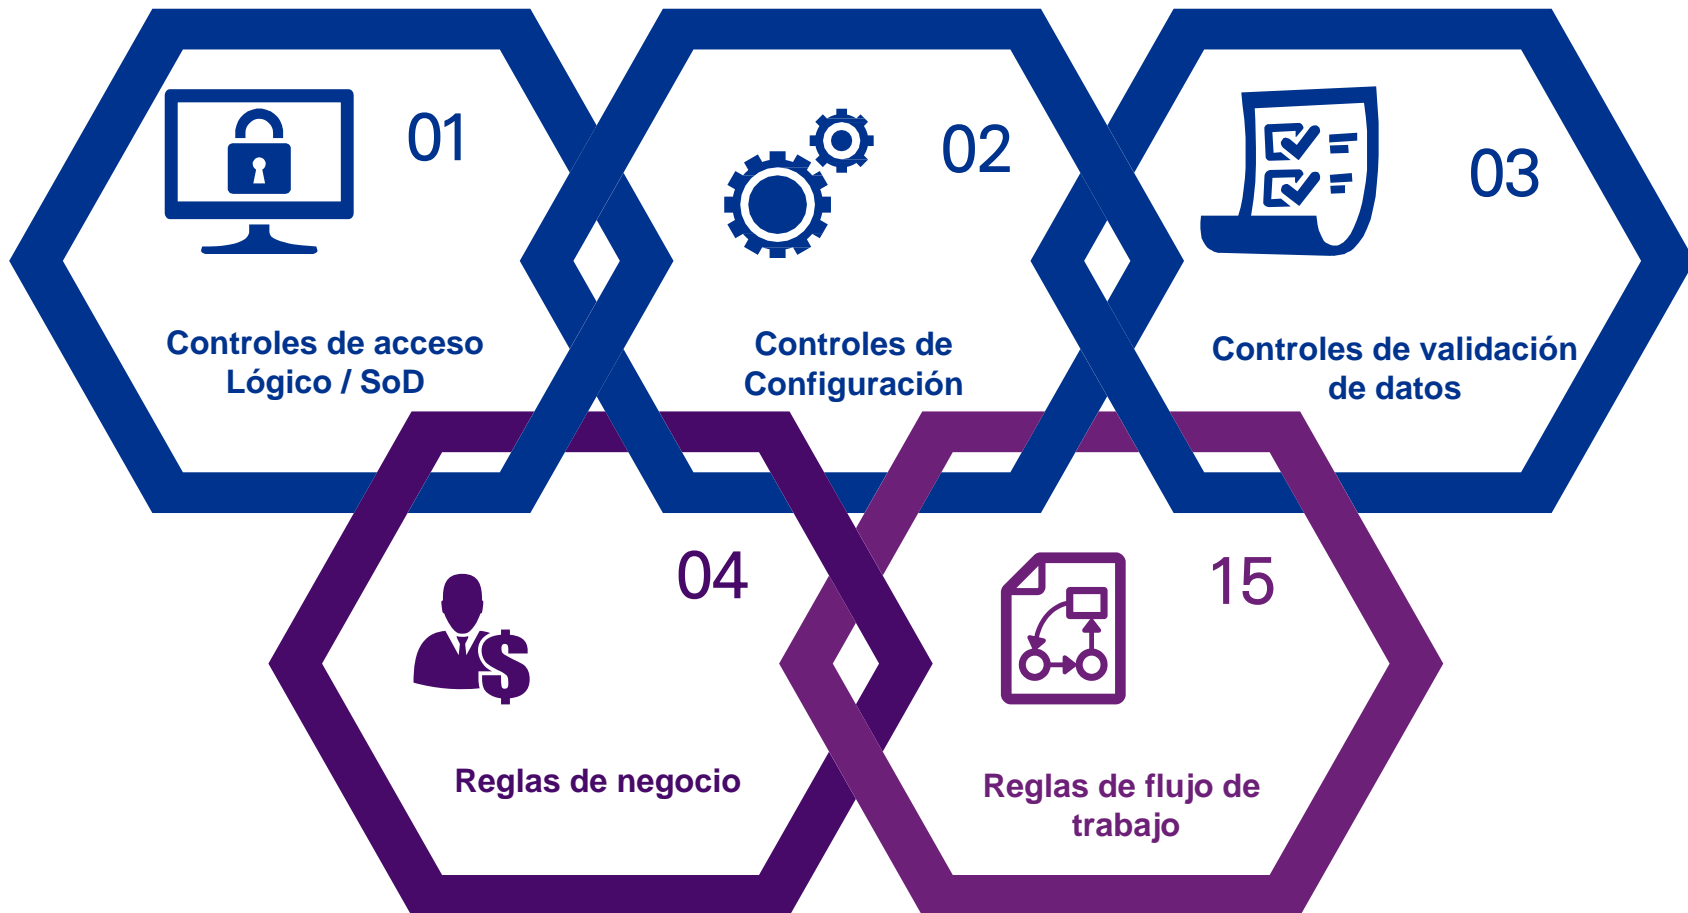 01
Controles de acceso
Lógico / SoD
02
Controles de
Configuración
03
Controles de validación
de datos
04
Reglas de negocio
15
Reglas de flujo de
trabajo